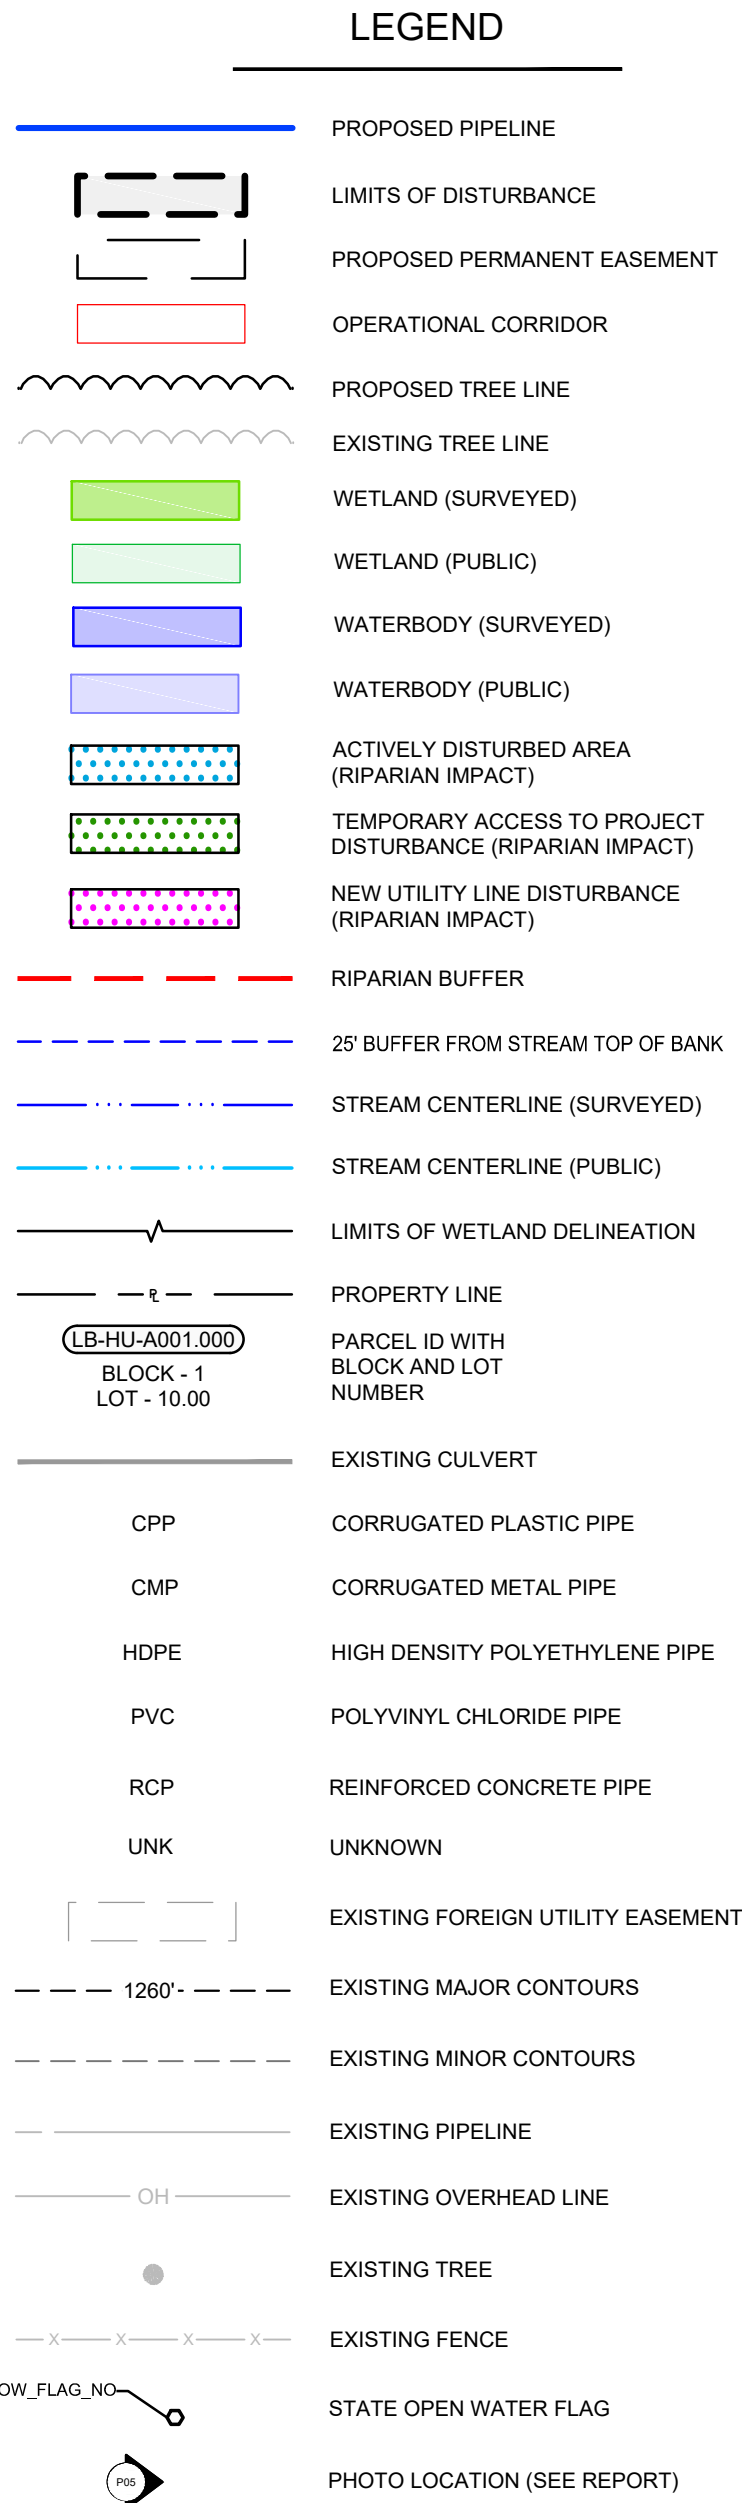 LEGEND
PROPOSED PIPELINE
LIMITS OF DISTURBANCE
PROPOSED PERMANENT EASEMENT
OPERATIONAL CORRIDOR
PROPOSED TREE LINE
EXISTING TREE LINE
WETLAND (SURVEYED)
WETLAND (PUBLIC)
WATERBODY (SURVEYED)
WATERBODY (PUBLIC)
ACTIVELY DISTURBED AREA
(RIPARIAN IMPACT)
TEMPORARY ACCESS TO PROJECT
DISTURBANCE (RIPARIAN IMPACT)
NEW UTILITY LINE DISTURBANCE
(RIPARIAN IMPACT)
RIPARIAN BUFFER
25' BUFFER FROM STREAM TOP OF BANK
STREAM CENTERLINE (SURVEYED)
STREAM CENTERLINE (PUBLIC)
LIMITS OF WETLAND DELINEATION
PL PROPERTY LINE
LB-HU-A001.000
BLOCK - 1
LOT - 10.00
PARCEL ID WITH
BLOCK AND LOT
NUMBER
EXISTING CULVERT
CPP CORRUGATED PLASTIC PIPE
CMP CORRUGATED METAL PIPE
HDPE HIGH DENSITY POLYETHYLENE PIPE
PVC POLYVINYL CHLORIDE PIPE
RCP REINFORCED CONCRETE PIPE
UNK UNKNOWN
EXISTING FOREIGN UTILITY EASEMENT
1260' EXISTING MAJOR CONTOURS
EXISTING MINOR CONTOURS
EXISTING PIPELINE
OH EXISTING OVERHEAD LINE
EXISTING TREE
X X X X EXISTING FENCE
OW_FLAG_NO STATE OPEN WATER FLAG
P05 PHOTO LOCATION (SEE REPORT)